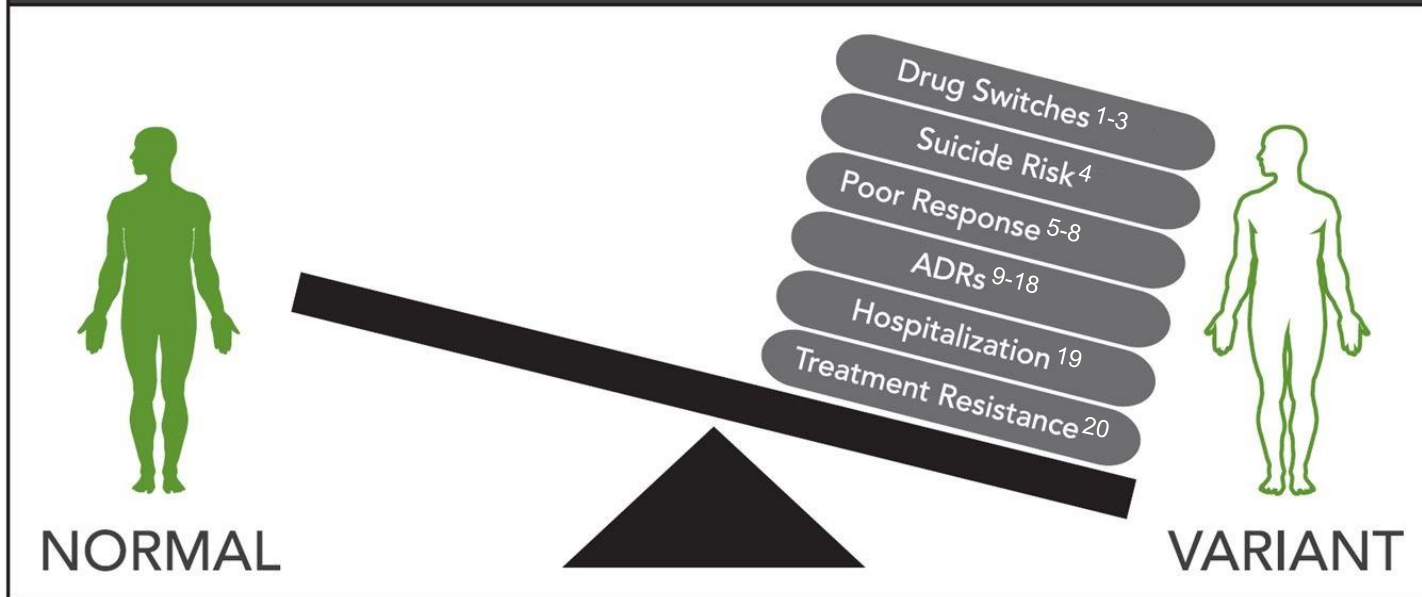 Drug Switches 1-3
Suicide Risk 4
Poor Response 5-8
ADRs 9-18
Hospitalization 19
Treatment Resistance 20
NORMAL
VARIANT